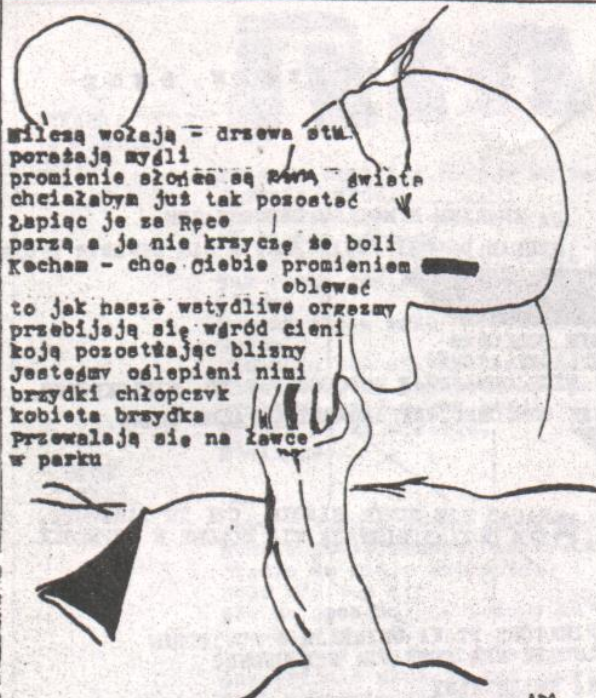 Milczą wołają - drzewa
porażają myśli
promienie słońca są świata
chciałabym już tak pozostać
Łapiąc je za Ręce
parzą a ja nie krzyczę że boli
Kocham - chcę Ciebie promieniem
oblewać
to jak nasze wstydliwe orgazmy
przebijają się wśród cieni
koją pozostwając blizny
Jesteśmy oślepieni nimi
brzydki chłopczyk
kobieta brzydka
Przewalają się na ławce
w parku